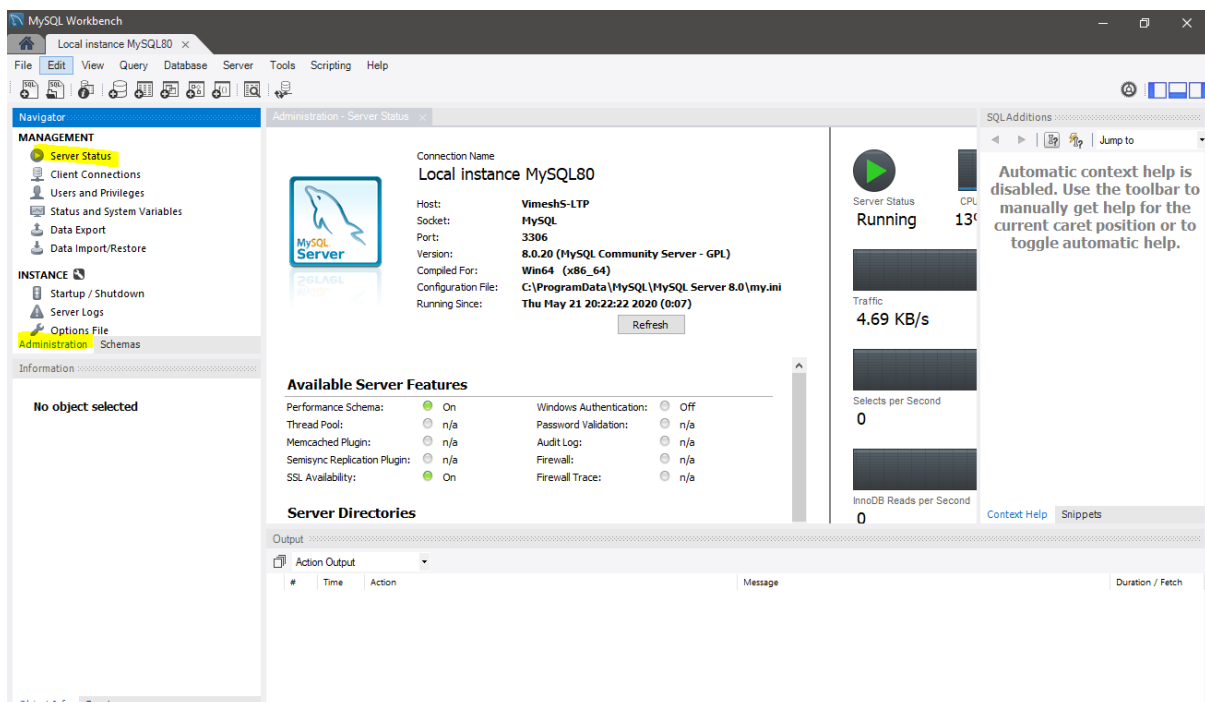 MySQL Workbench
Local instance MySQL80
File Edit View Query Database Server Tools Scripting Help
Navigator
MANAGEMENT
Server Status
Client Connections
Users and Privileges
Status and System Variables
Data Export
Data Import/Restore
INSTANCE
Startup / Shutdown
Server Logs
Options File
Administration Schemas
Information
No object selected
Administration - Server Status
MySQL
Server
Connection Name
Local instance MySQL80
Host: VimeshS-LTP
Socket: MySQL
Port: 3306
Version: 8.0.20 (MySQL Community Server - GPL)
Compiled For: Win64 (x86_64)
Configuration File: C:\ProgramData\MySQL\MySQL Server 8.0\my.ini
Running Since: Thu May 21 20:22:22 2020 (0:07)
Refresh
Available Server Features
Performance Schema: On Windows Authentication: Off
Thread Pool: n/a Password Validation: n/a
Memcached Plugin: n/a Audit Log: n/a
Semisync Replication Plugin: n/a Firewall: n/a
SSL Availability: On Firewall Trace: n/a
Server Directories
Server Status CPU
Running 13%
Traffic
4.69 KB/s
Selects per Second
0
InnoDB Reads per Second
0
SQLAdditions
Jump to
Automatic context help is
disabled. Use the toolbar to
manually get help for the
current caret position or to
toggle automatic help.
Context Help Snippets
Output
Action Output
# Time Action Message Duration / Fetch